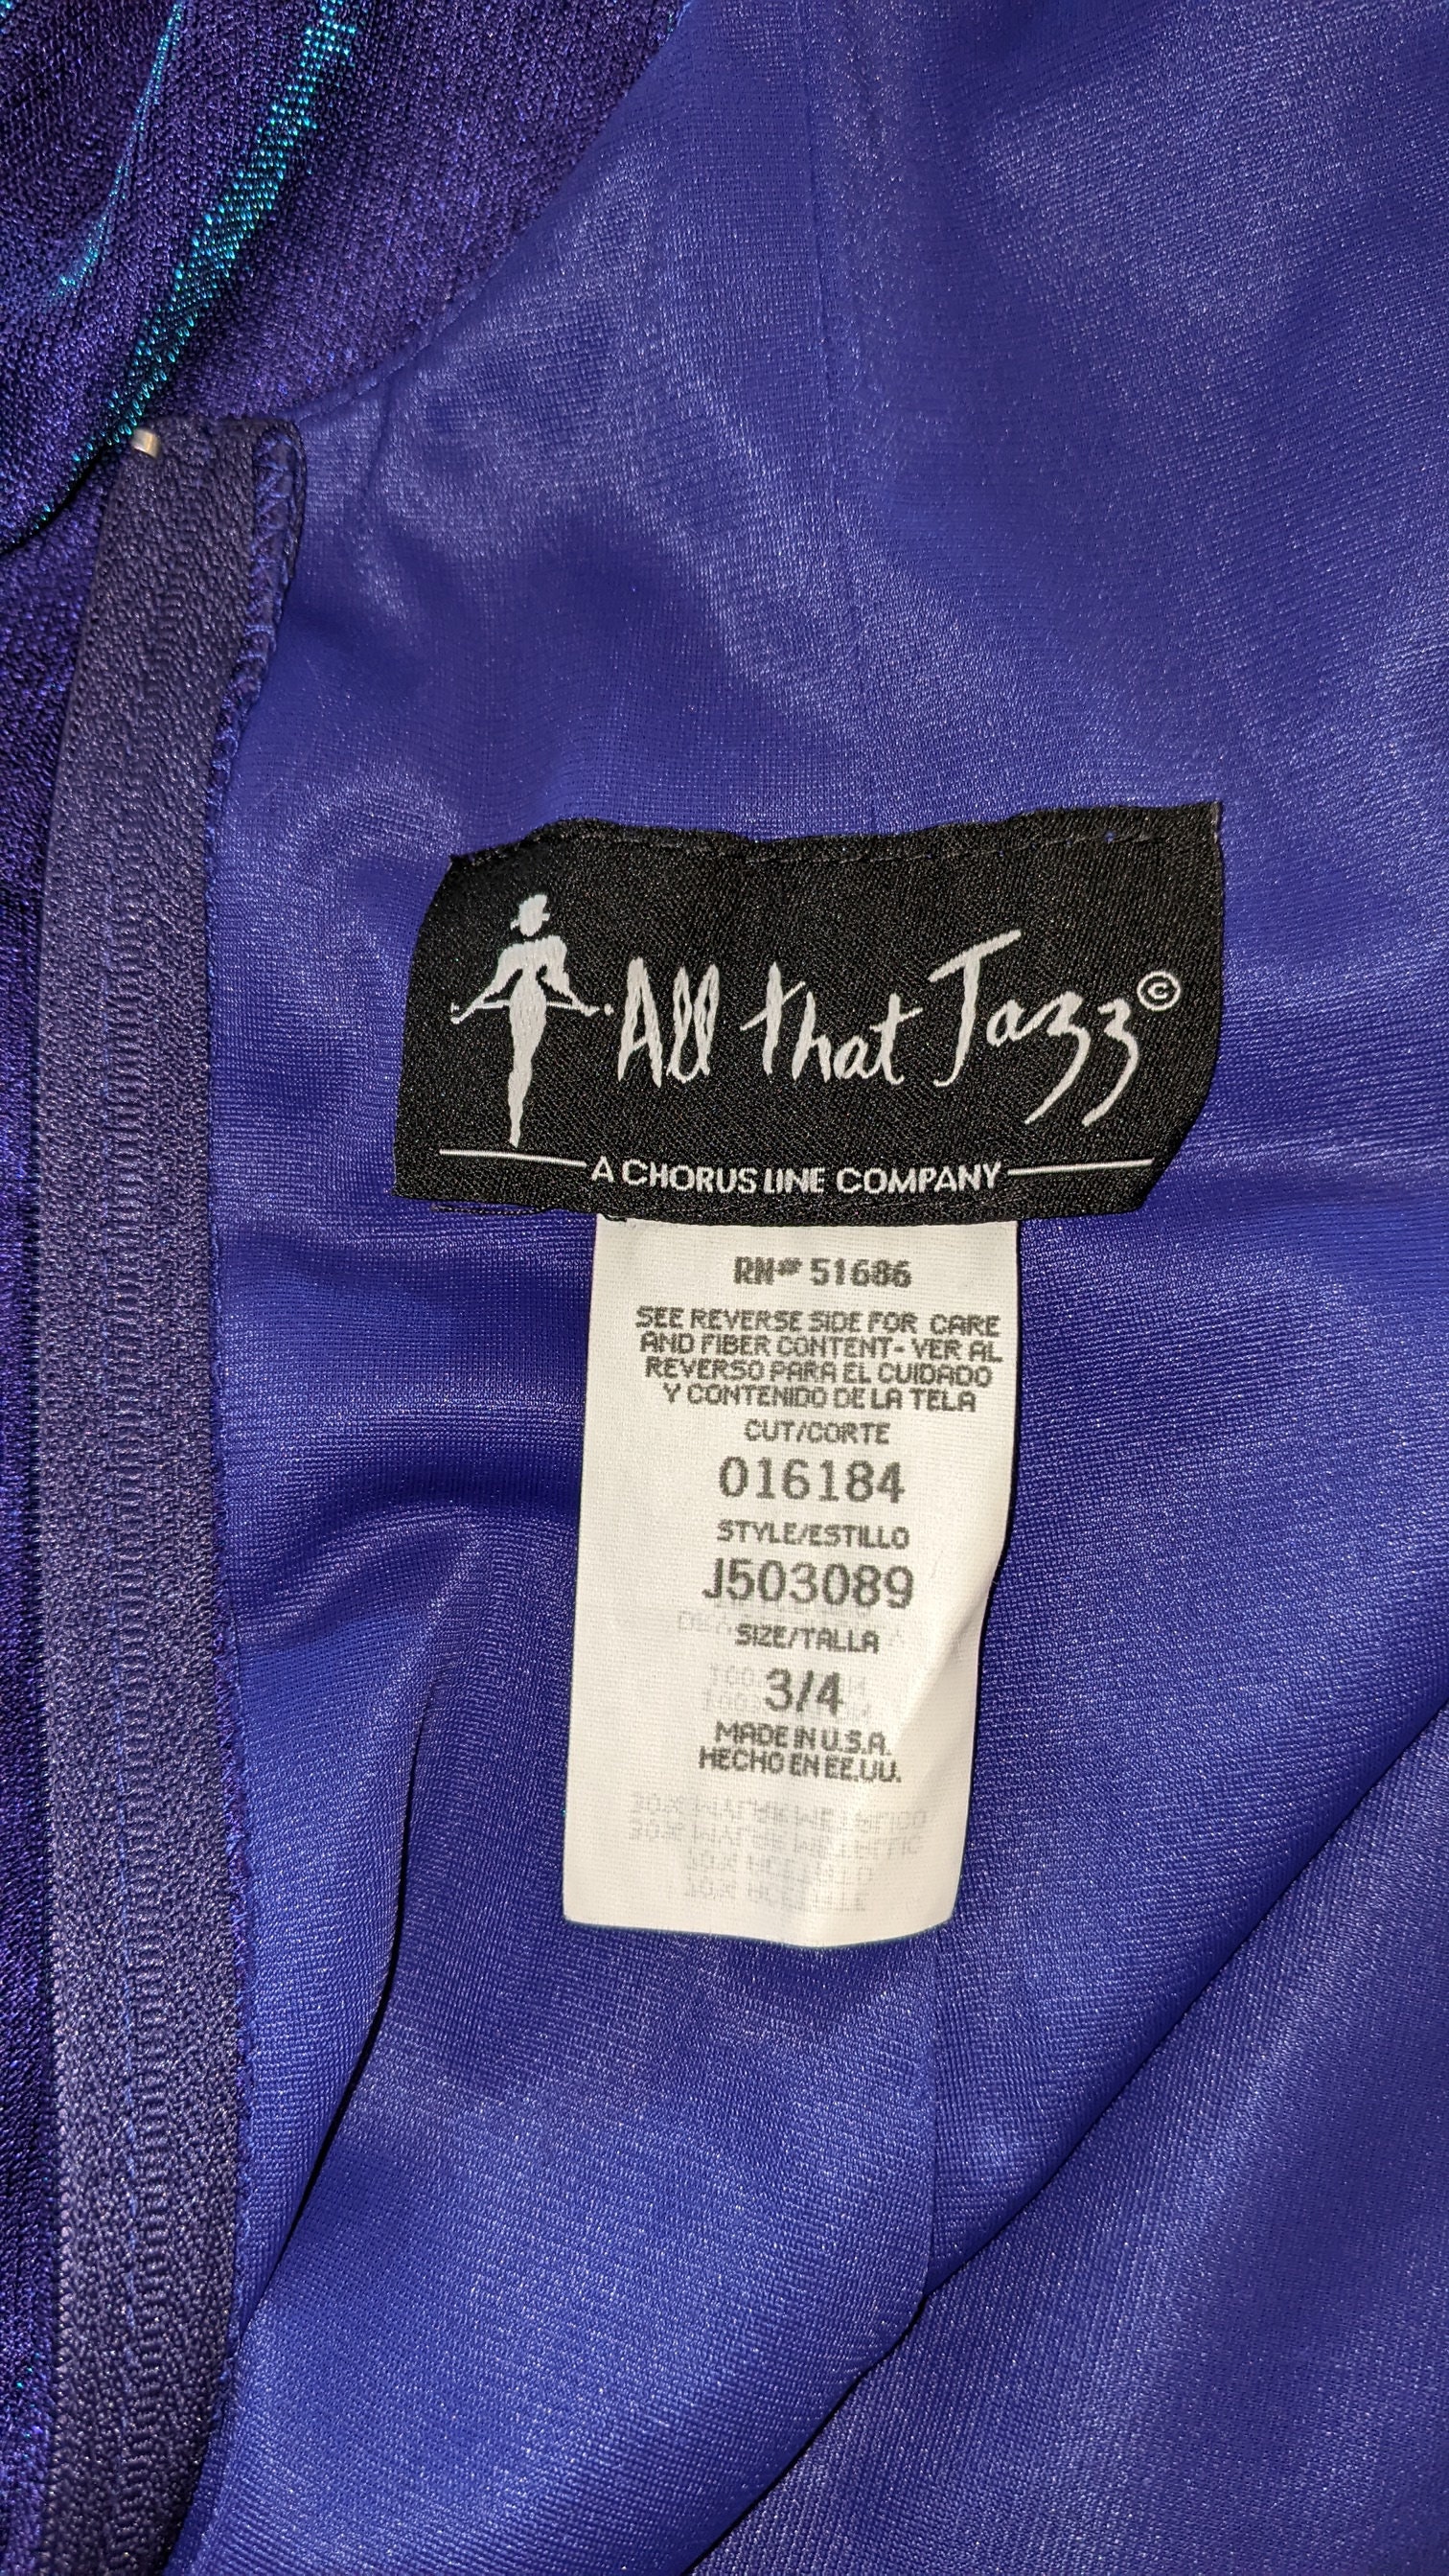 All that Jazz©
A CHORUS LINE COMPANY
RN# 51686
SEE REVERSE SIDE FOR CARE
AND FIBER CONTENT- VER AL
REVERSO PARA EL CUIDADO
Y CONTENIDO DE LA TELA
CUT/CORTE
016184
STYLE/ESTILLO
J503089
SIZE/TALLA
3/4
MADE IN U.S.A.
HECHO EN EE.UU.